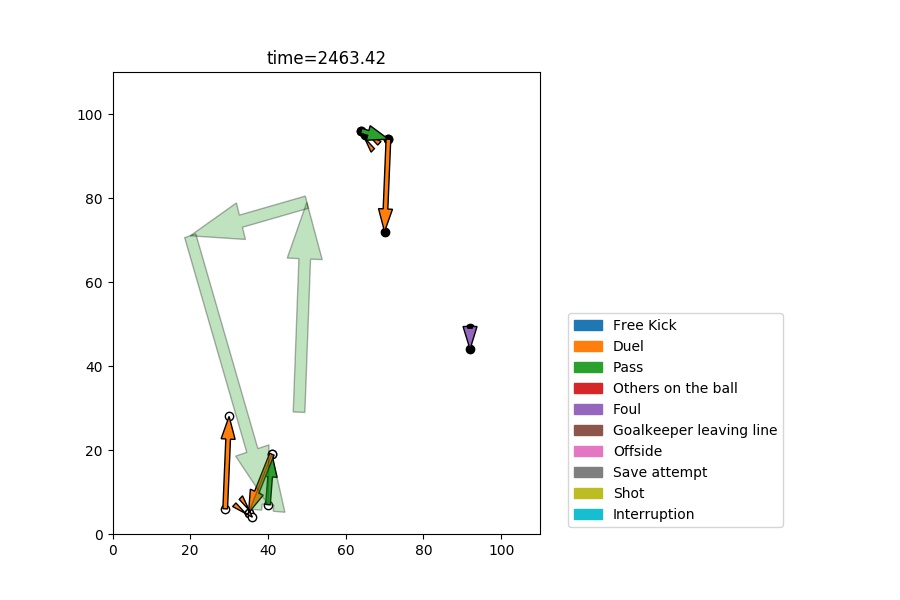 time=2463.42
100
80
60
40
20
0
0
20
40
60
80
100
Free Kick
Duel
Pass
Others on the ball
Foul
Goalkeeper leaving line
Offside
Save attempt
Shot
Interruption